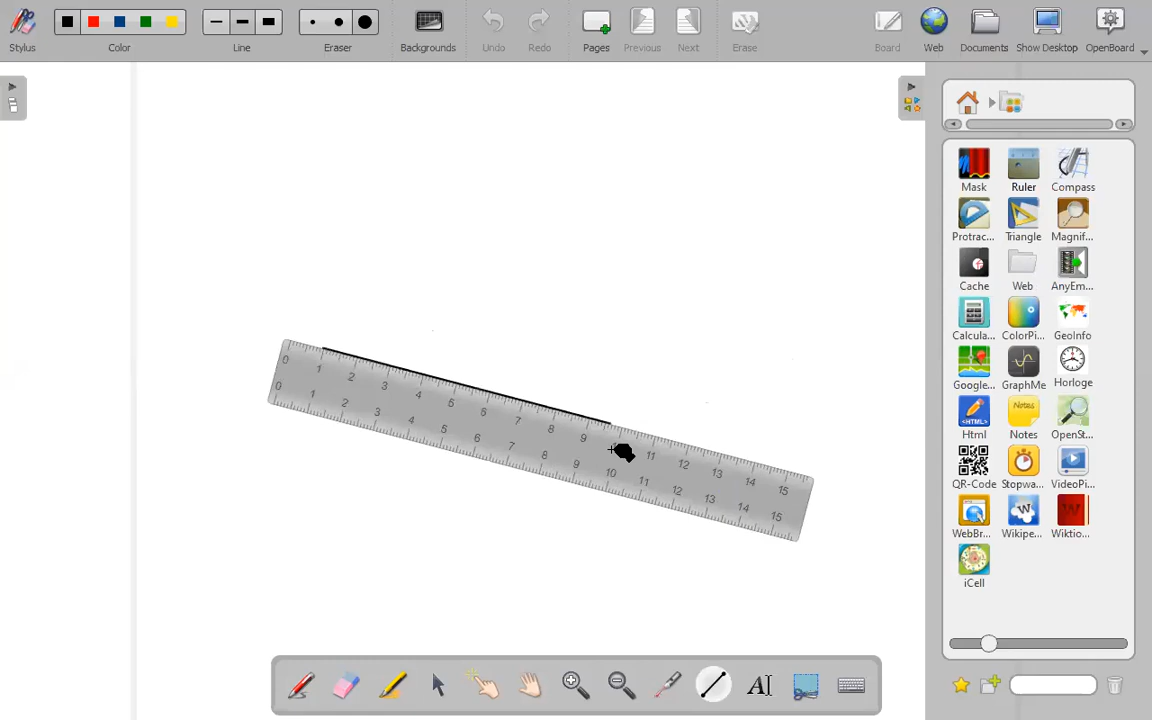 Stylus Color Line Eraser Backgrounds Undo Redo Pages Previous Next Erase Board Web Documents Show Desktop OpenBoard
Mask Ruler Compass
Protrac... Triangle Magnif...
Cache Web AnyEm...
Calcula... ColorPi... GeoInfo
Google... GraphMe Horloge
Html Notes OpenSt...
QR-Code Stopwa... VideoPi...
WebBr... Wikipe... Wiktio...
iCell
0 1 2 3 4 5 6 7 8 9 11 12 13 14 15
0 1 2 3 4 5 6 7 8 9 10 11 12 13 14 15